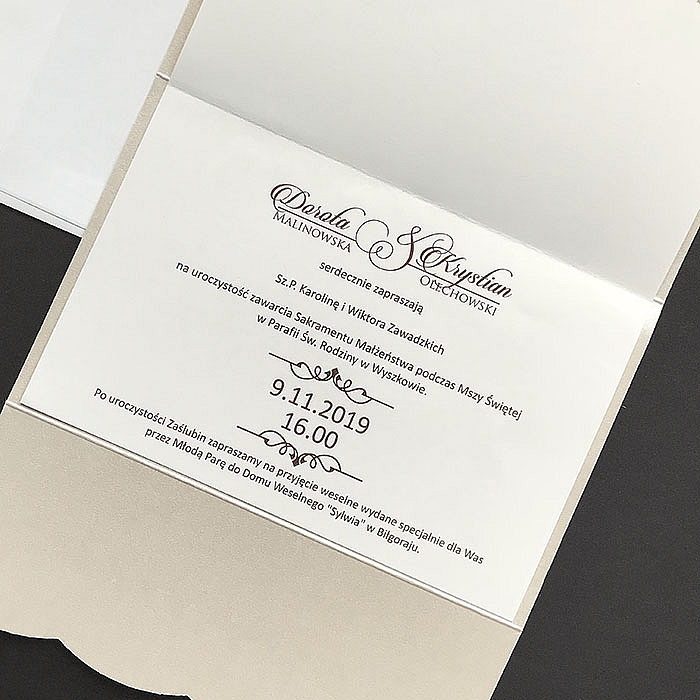 Dorota & Krystian
MALINOWSKA OLECHOWSKI
serdecznie zapraszają
Sz.P. Karolinę i Wiktora Zawadzkich
na uroczystość zawarcia Sakramentu Małżeństwa podczas Mszy Świętej
w Parafii Św. Rodziny w Wyszkowie.
9.11.2019
16.00
Po uroczystości Zaślubin zapraszamy na przyjęcie weselne wydane specjalnie dla Was
przez Młodą Parę do Domu Weselnego "Sylwia" w Bilgoraju.